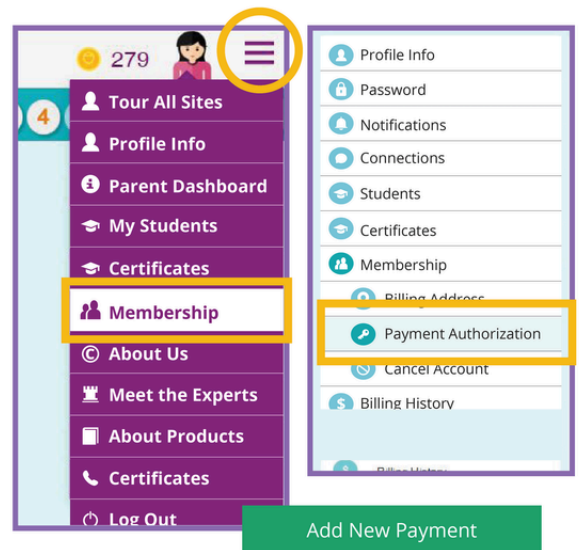 279
4
Tour All Sites
Profile Info
Parent Dashboard
My Students
Certificates
Membership
About Us
Meet the Experts
About Products
Certificates
Log Out
Profile Info
Password
Notifications
Connections
Students
Certificates
Membership
Billing Address
Payment Authorization
Cancel Account
Billing History
Billing History
Add New Payment